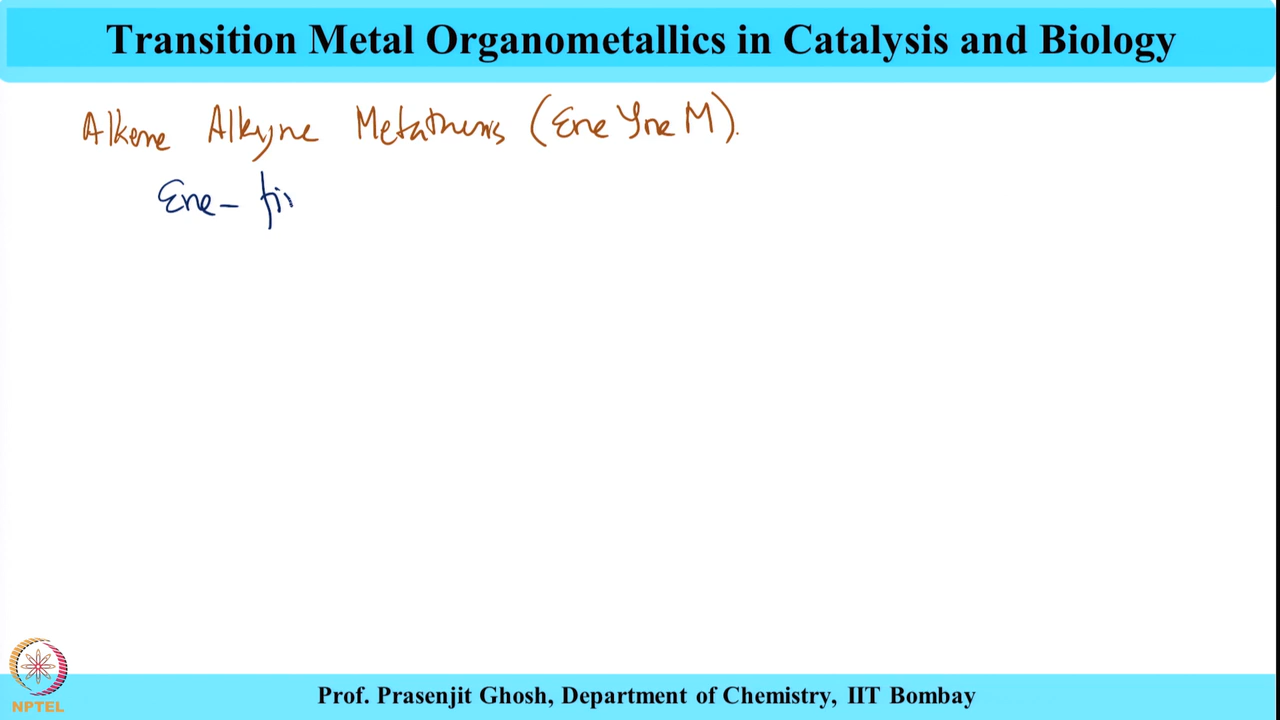 Transition Metal Organometallics in Catalysis and Biology
Alkene Alkyne Metathesis (Ene Yne M).
Ene - fii
NPTEL
Prof. Prasenjit Ghosh, Department of Chemistry, IIT Bombay